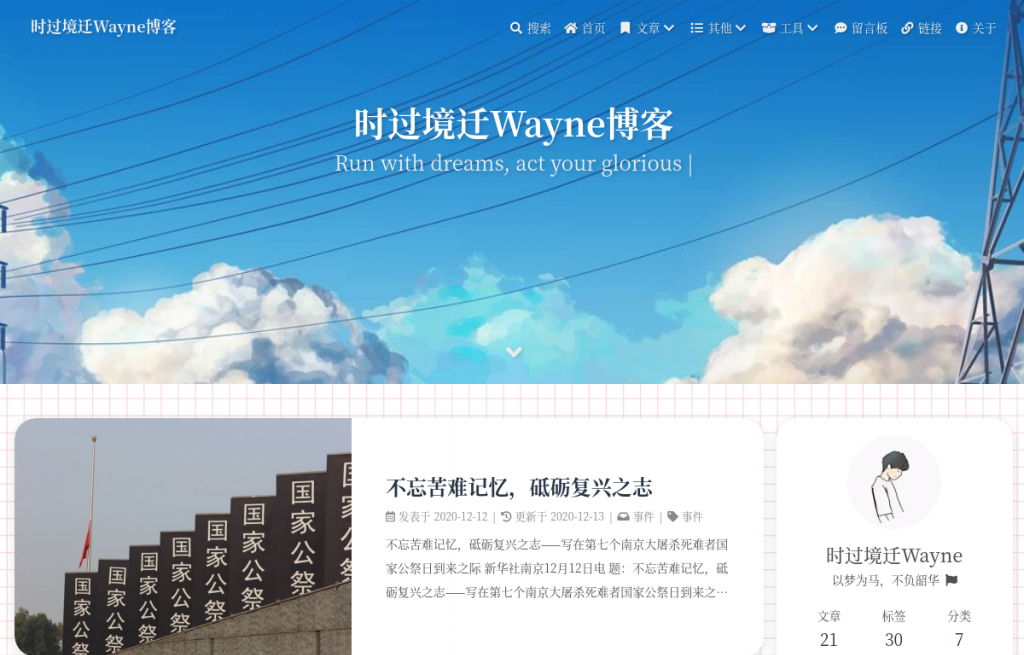 时过境迁Wayne博客
搜索 首页 文章 其他 工具 留言板 链接 关于
时过境迁Wayne博客
Run with dreams, act your glorious |
国家公祭
国家公祭
国家公祭
国家公祭
国家公祭
国家公祭
国家公祭
不忘苦难记忆，砥砺复兴之志
发表于 2020-12-12 | 更新于 2020-12-13 | 事件 | 事件
不忘苦难记忆，砥砺复兴之志——写在第七个南京大屠杀死难者国
家公祭日到来之际 新华社南京12月12日电 题：不忘苦难记忆，砥
砺复兴之志——写在第七个南京大屠杀死难者国家公祭日到来之…
时过境迁Wayne
以梦为马，不负韶华
文章 标签 分类
21 30 7